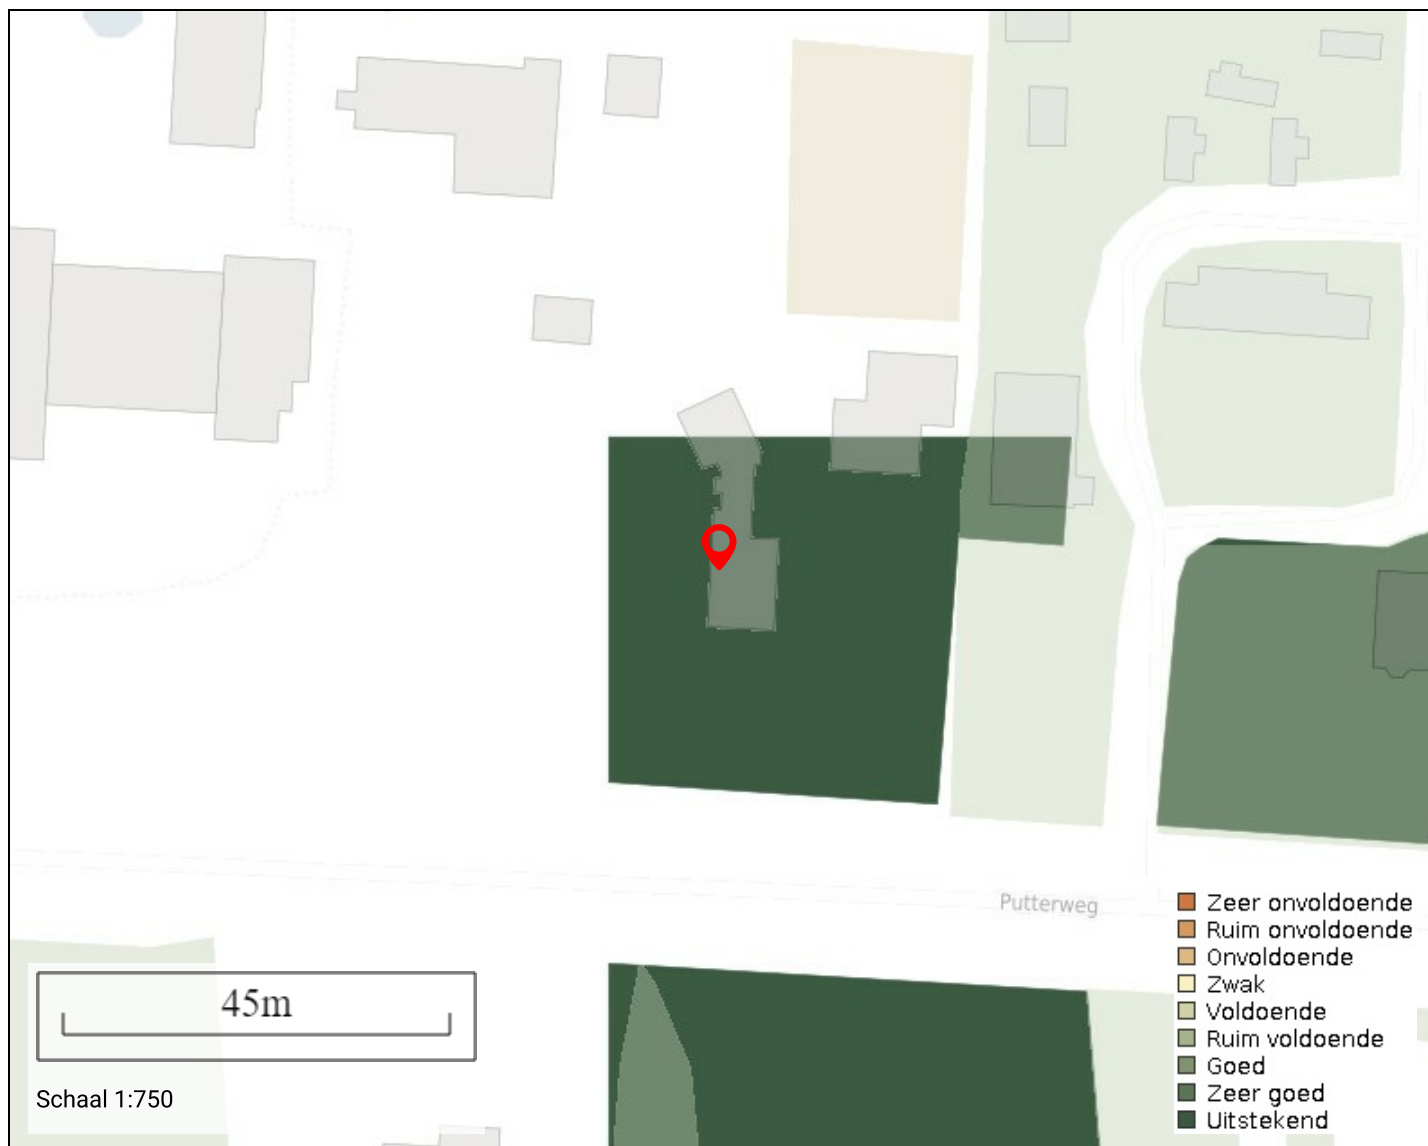 Putterweg
Zeer onvoldoende
Ruim onvoldoende
Onvoldoende
Zwak
Voldoende
Ruim voldoende
Goed
Zeer goed
Uitstekend
45m
Schaal 1:750